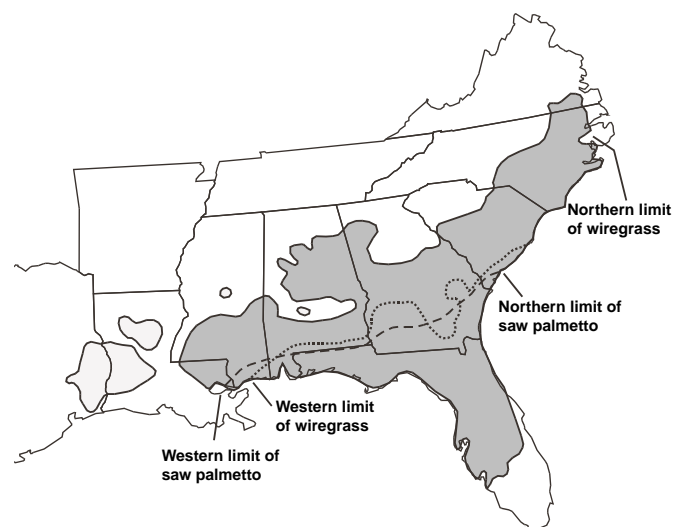 Northern limit
of wiregrass
Northern limit of
saw palmetto
Western limit
of wiregrass
Western limit of
saw palmetto